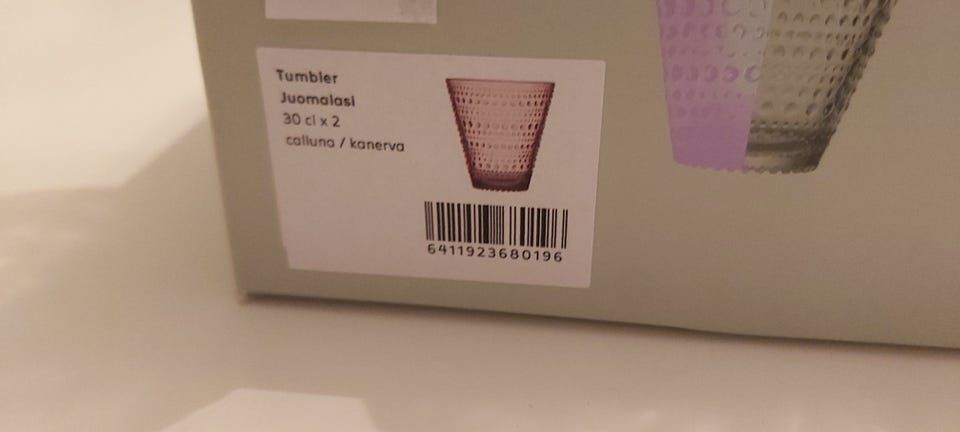 Tumbler
Juomalasi
30 cl x 2
calluna / kanerva
6411923680196